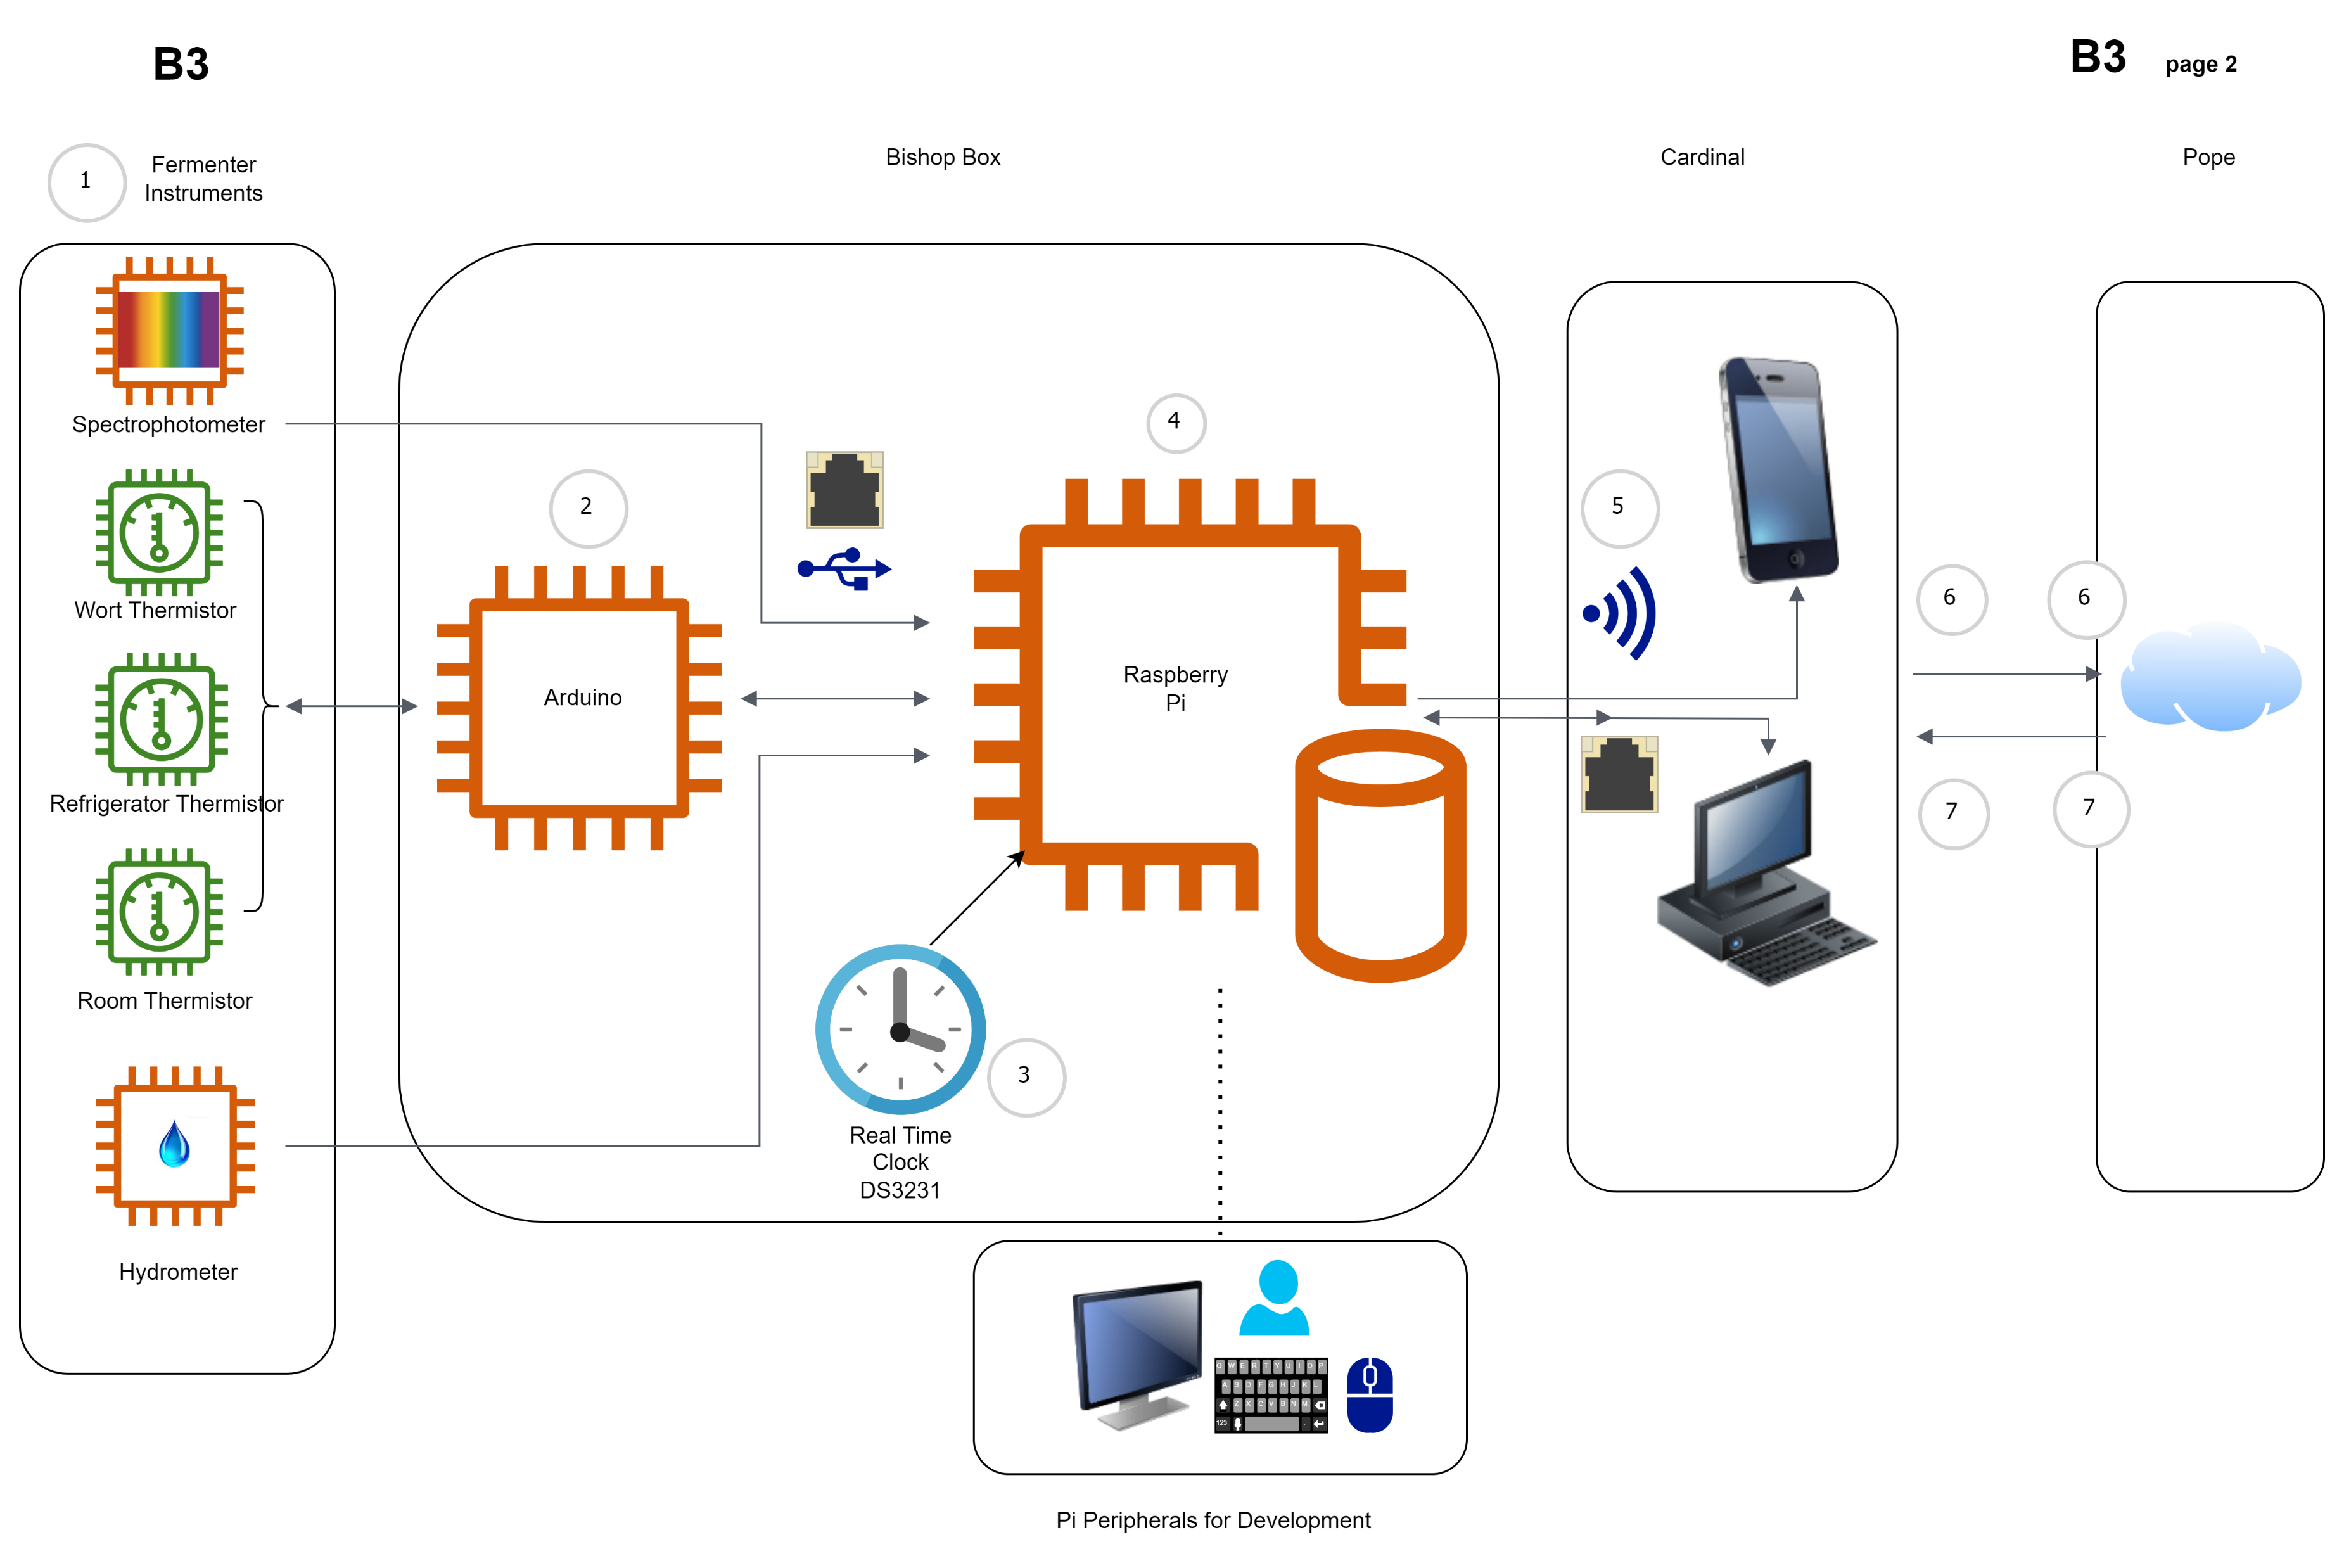 B3
B3 page 2
1
Fermenter
Instruments
Bishop Box
Cardinal
Pope
Spectrophotometer
Wort Thermistor
Refrigerator Thermistor
Room Thermistor
Hydrometer
2
Arduino
4
Raspberry
Pi
3
Real Time
Clock
DS3231
5
6
6
7
7
Q W E R T Y U I O P
A S D F G H J K L
Z X C V B N M
123
Pi Peripherals for Development